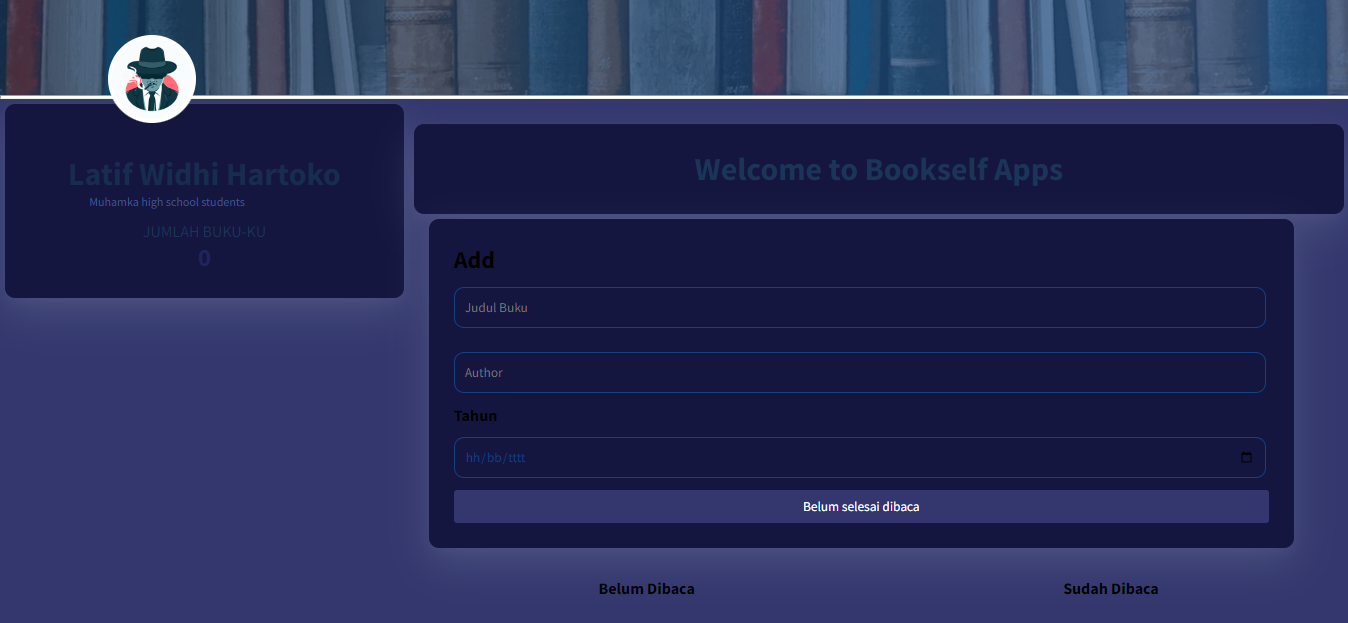 Latif Widhi Hartoko
Muhamka high school students
JUMLAH BUKU-KU
0
Welcome to Bookself Apps
Add
Judul Buku
Author
Tahun
hh/bb/tttt
Belum selesai dibaca
Belum Dibaca
Sudah Dibaca